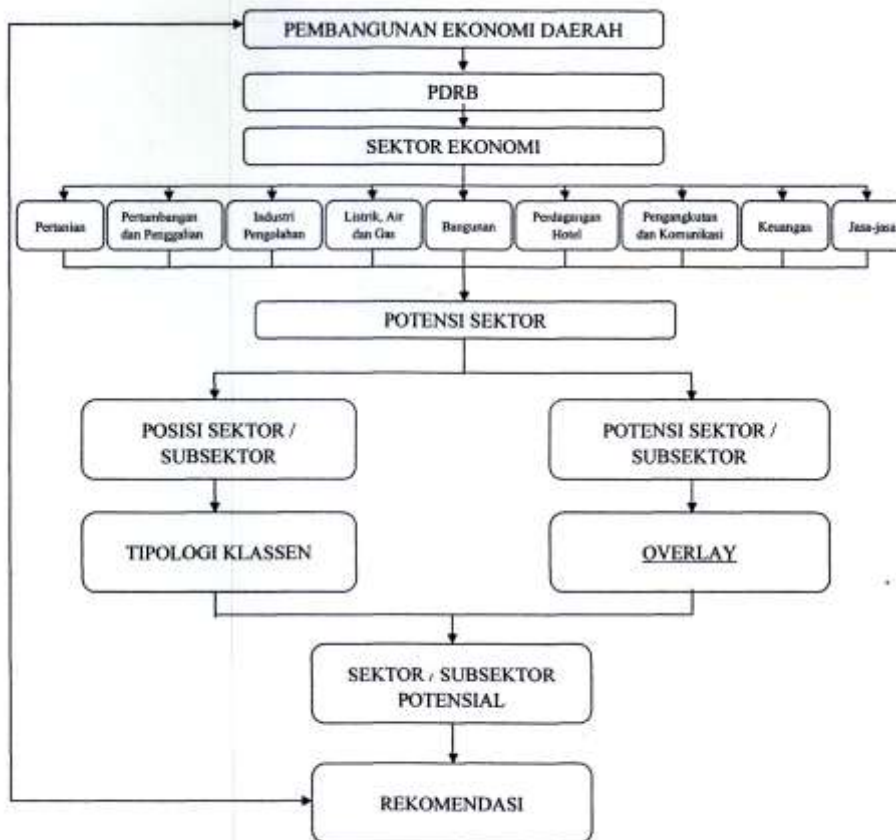 PEMBANGUNAN EKONOMI DAERAH
PDRB
SEKTOR EKONOMI
Pertanian
Pertambangan
dan Penggalian
Industri
Pengolahan
Listrik, Air
dan Gas
Bangunan
Perdagangan
Hotel
Pengangkutan
dan Komunikasi
Keuangan
Jasa-jasa
POTENSI SEKTOR
POSISI SEKTOR /
SUBSEKTOR
POTENSI SEKTOR /
SUBSEKTOR
TIPOLOGI KLASSEN
OVERLAY
SEKTOR / SUBSEKTOR
POTENSIAL
REKOMENDASI